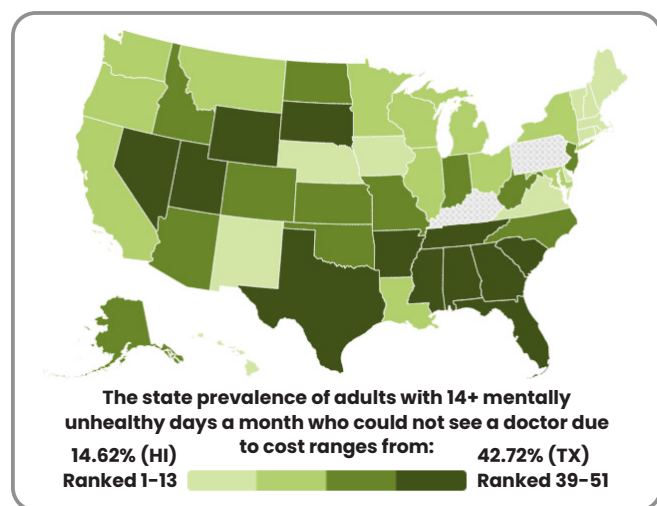 The state prevalence of adults with 14+ mentally
unhealthy days a month who could not see a doctor due
to cost ranges from:
14.62% (HI)
Ranked 1-13
42.72% (TX)
Ranked 39-51